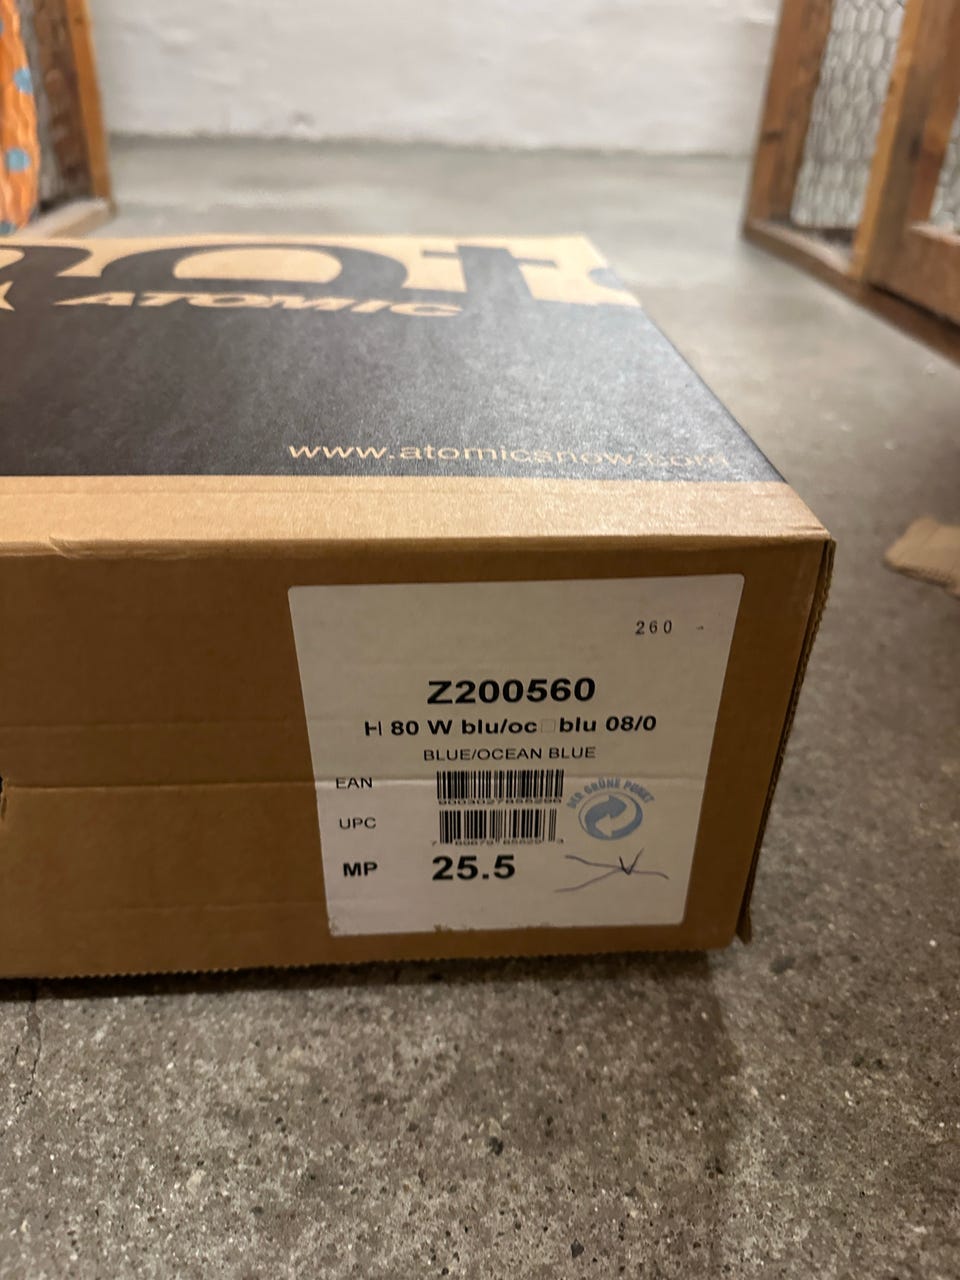 ATOMIC
www.atomicsnow.com
260 -
Z200560
H 80 W blu/oc□blu 08/0
BLUE/OCEAN BLUE
EAN
DER GRÜNE PUNKT
UPC
MP 25.5